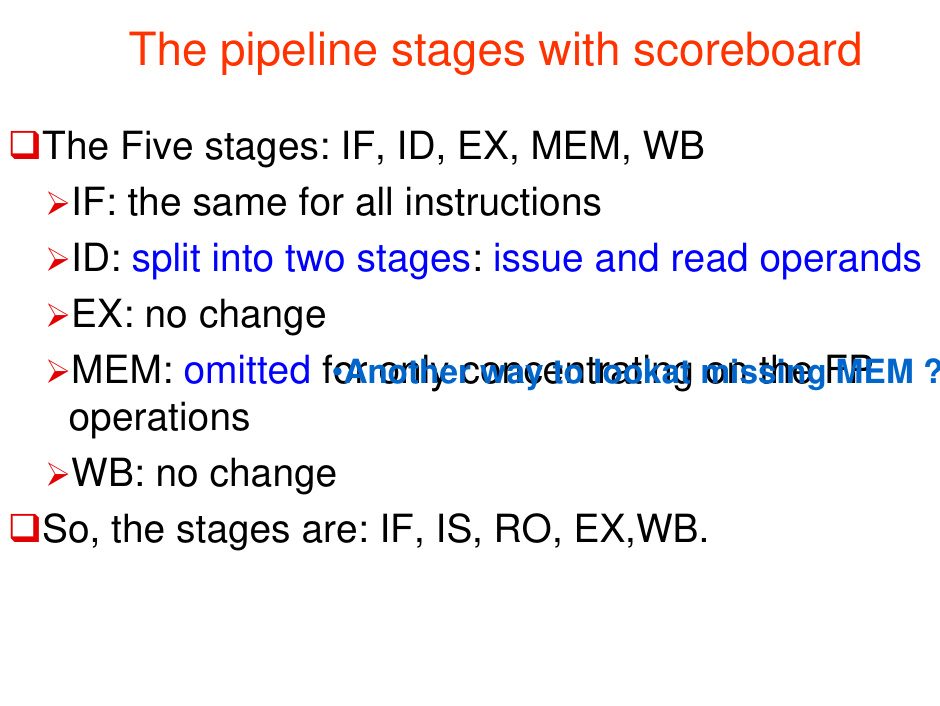 The pipeline stages with scoreboard
The Five stages: IF, ID, EX, MEM, WB
IF: the same for all instructions
ID: split into two stages: issue and read operands
EX: no change
MEM: omitted for only concentrating on the FP
•Another way to lookat missing MEM ?
operations
WB: no change
So, the stages are: IF, IS, RO, EX,WB.